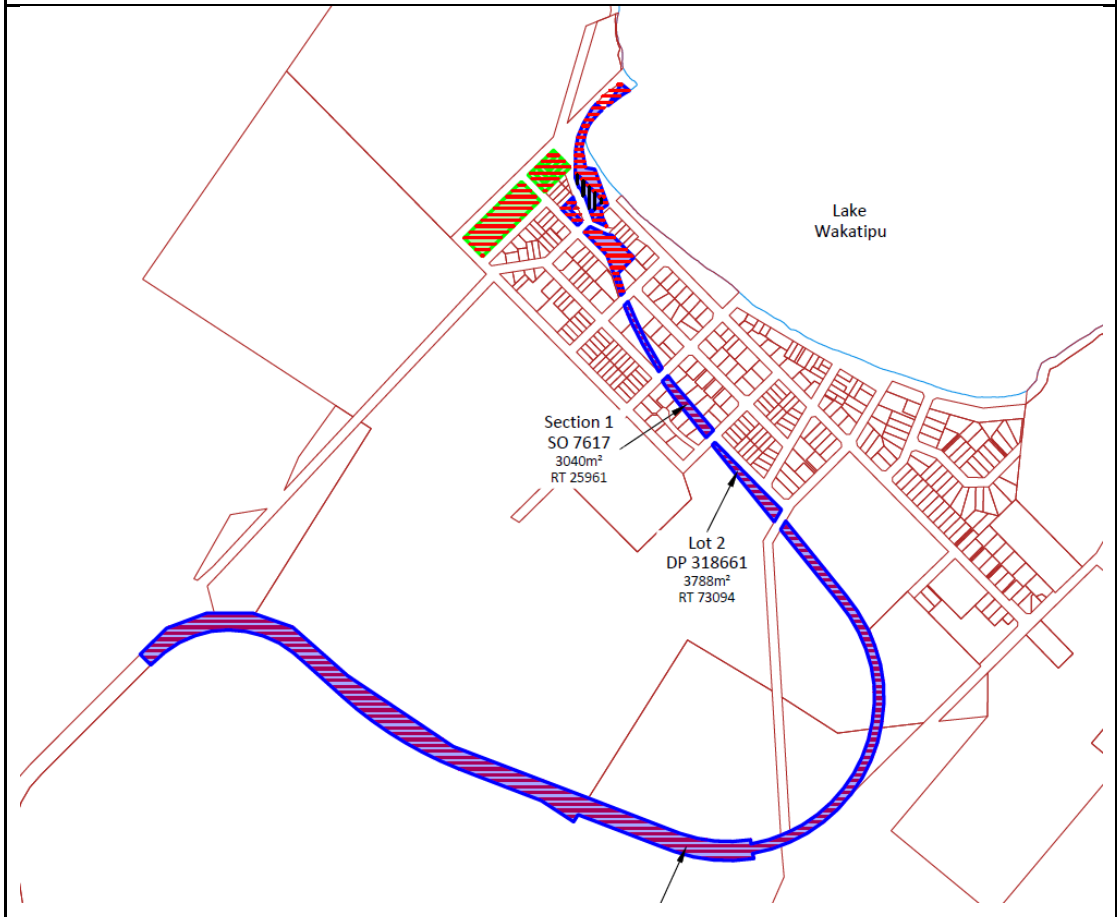 Lake
Wakatipu
Section 1
SO 7617
3040m²
RT 25961
Lot 2
DP 318661
3788m²
RT 73094